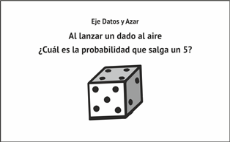 Eje Datos y Azar
Al lanzar un dado al aire
¿Cuál es la probabilidad que salga un 5?